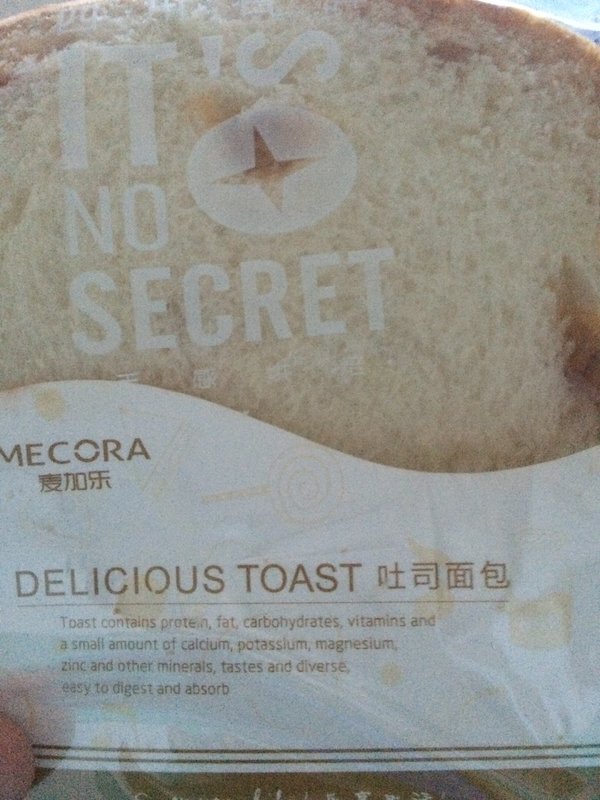 IT'S
NO
SECRET
MECORA
麦加乐
DELICIOUS TOAST 吐司面包
Toast contains protein, fat, carbohydrates, vitamins and
a small amount of calcium, potassium, magnesium,
zinc and other minerals, tastes and diverse,
easy to digest and absorb